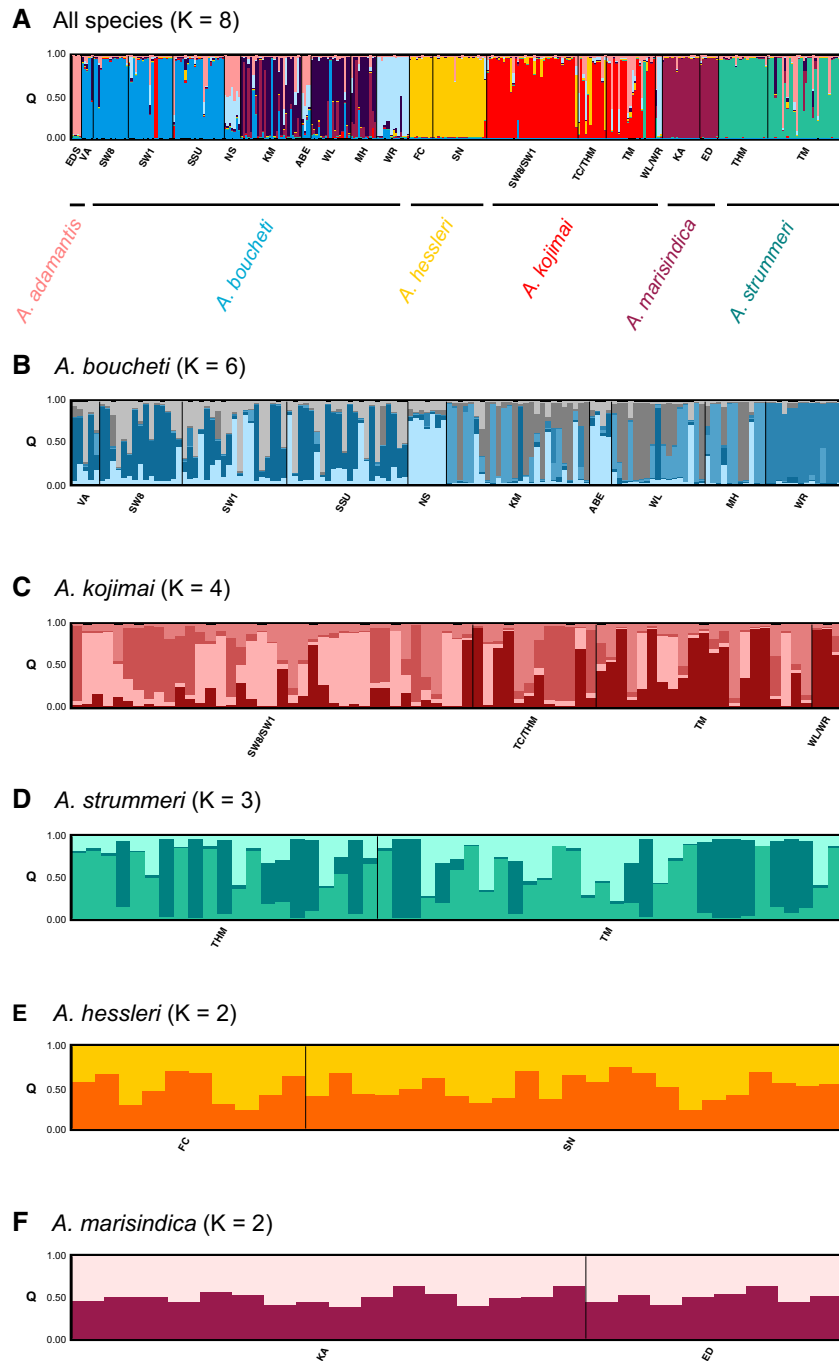 A All species (K = 8)
1.00
Q 0.50
0.00
EDS VA SW8 SW1 SSU NS KM ABE WL MH WR FC SN SW8/SW1 TC/THM TM WL/WR KA ED THM TM
A. adamantis A. boucheti A. hessleri A. kojimai A. marisindica A. strummeri
B A. boucheti (K = 6)
1.00
Q 0.50
0.00
VA SW8 SW1 SSU NS KM ABE WL MH WR
C A. kojimai (K = 4)
1.00
Q 0.50
0.00
SW8/SW1 TC/THM TM WL/WR
D A. strummeri (K = 3)
1.00
Q 0.50
0.00
THM TM
E A. hessleri (K = 2)
1.00
Q 0.50
0.00
FC SN
F A. marisindica (K = 2)
1.00
Q 0.50
0.00
KA ED